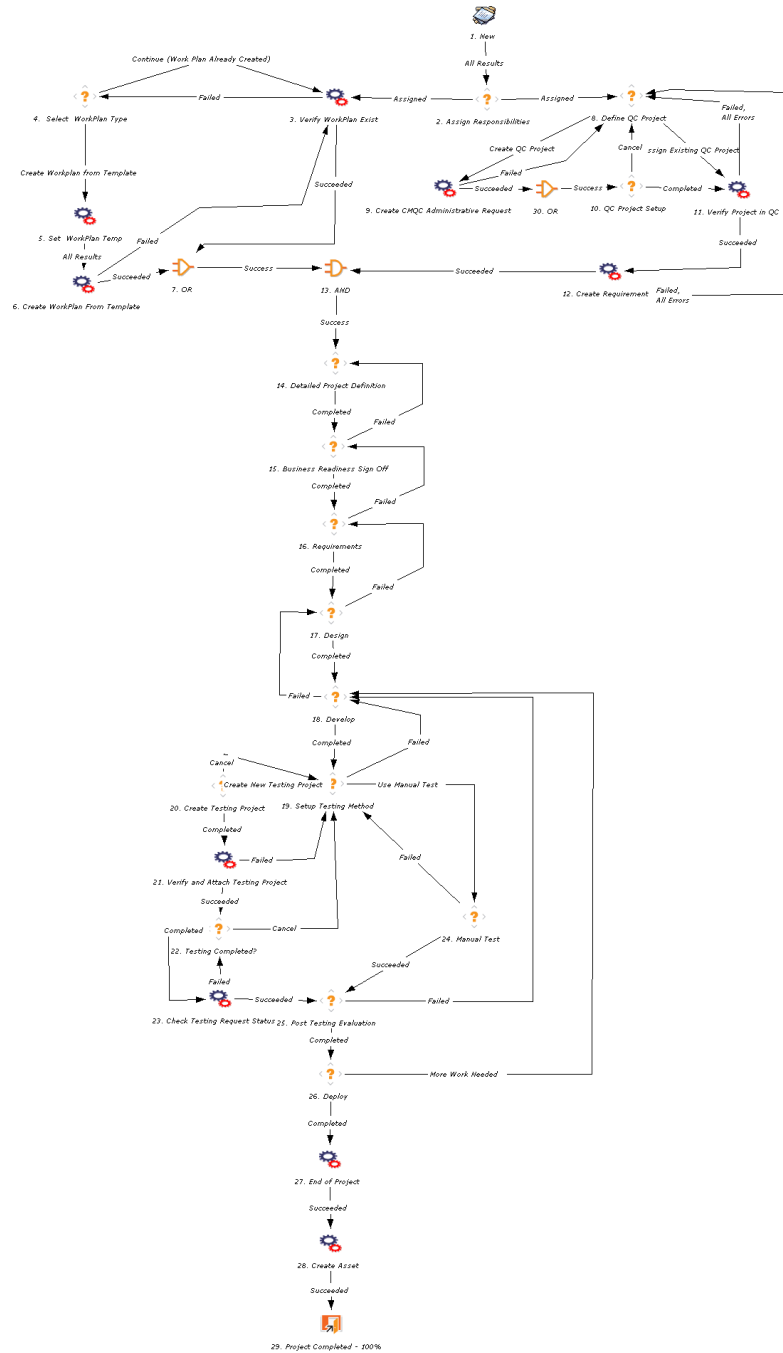 1. New
All Results
Continue (Work Plan Already Created)
Failed
Assigned
Assigned
Failed,
All Errors
4. Select  WorkPlan Type
3. Verify WorkPlan Exist
2. Assign Responsibilities
8. Define QC Project
Create QC Project
Cancel
ssign Existing QC Project
Failed
Create Workplan from Template
Succeeded
Succeeded
Success
Completed
9. Create CMQC Administrative Request
30. OR
10. QC Project Setup
11. Verify Project in QC
5. Set  WorkPlan Temp
Failed
All Results
Succeeded
Succeeded
Success
Succeeded
6. Create WorkPlan From Template
7. OR
13. AND
12. Create Requirement
Failed,
All Errors
Success
14. Detailed Project Definition
Completed
Failed
15. Business Readiness Sign Off
Completed
Failed
16. Requirements
Completed
Failed
17. Design
Completed
Failed
18. Develop
Completed
Failed
Cancel
Create New Testing Project
Use Manual Test
20. Create Testing Project
19. Setup Testing Method
Completed
Failed
Failed
21. Verify and Attach Testing Project
Succeeded
Completed
Cancel
24. Manual Test
22. Testing Completed?
Succeeded
Failed
Succeeded
Failed
23. Check Testing Request Status
25. Post Testing Evaluation
Completed
More Work Needed
26. Deploy
Completed
27. End of Project
Succeeded
28. Create Asset
Succeeded
29. Project Completed - 100%